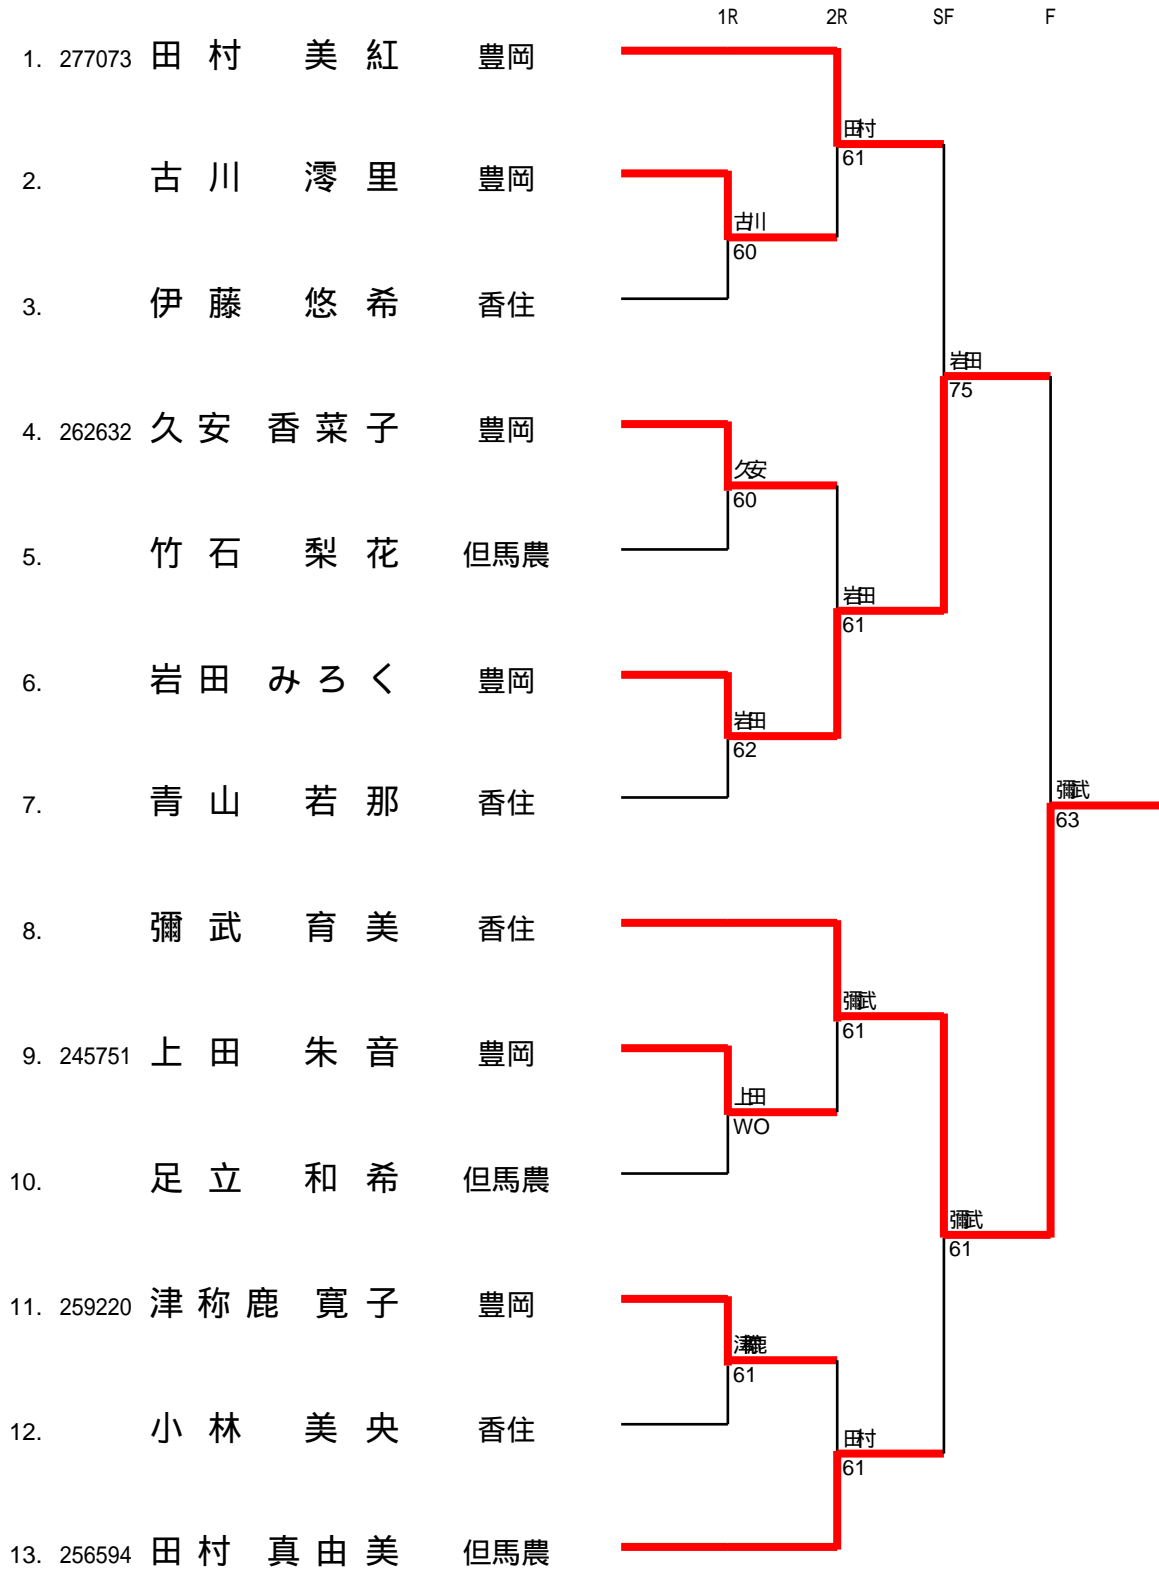 1R 2R SF F
1. 277073 田村 美紅 豊岡
田村
61
2. 古川 澪里 豊岡
古川
60
3. 伊藤 悠希 香住
岩田
75
4. 262632 久安 香菜子 豊岡
久安
60
5. 竹石 梨花 但馬農
岩田
61
6. 岩田 みろく 豊岡
岩田
62
7. 青山 若那 香住
彌武
63
8. 彌武 育美 香住
彌武
61
9. 245751 上田 朱音 豊岡
上田
WO
10. 足立 和希 但馬農
彌武
61
11. 259220 津称鹿 寛子 豊岡
津称鹿
61
12. 小林 美央 香住
田村
61
13. 256594 田村 真由美 但馬農